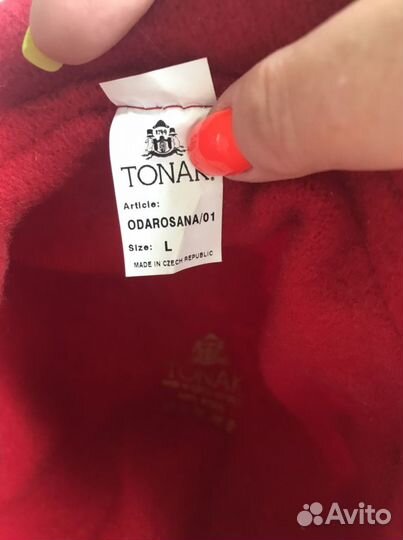 1799
TONAK
Article:
ODAROSANA/01
Size: L
MADE IN CZECH REPUBLIC
TONAK
Avito